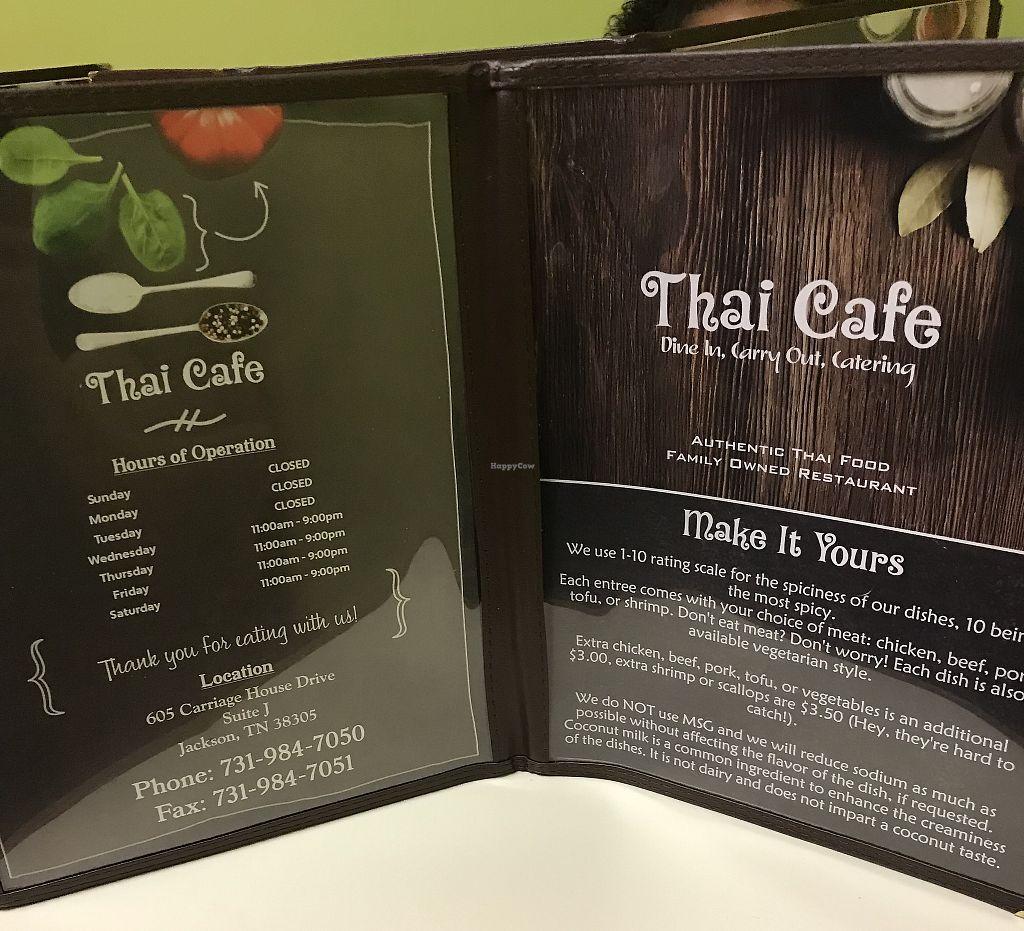 Thai Cafe
Hours of Operation
Sunday CLOSED
Monday CLOSED
Tuesday CLOSED
Wednesday 11:00am - 9:00pm
Thursday 11:00am - 9:00pm
Friday 11:00am - 9:00pm
Saturday 11:00am - 9:00pm
Thank you for eating with us!
Location
605 Carriage House Drive
Suite J
Jackson, TN 38305
Phone: 731-984-7050
Fax: 731-984-7051
HappyCow
Thai Cafe
Dine In, Carry Out, Catering
Authentic Thai Food
Family Owned Restaurant
Make It Yours
We use 1-10 rating scale for the spiciness of our dishes, 10 bein
the most spicy.
Each entree comes with your choice of meat: chicken, beef, por
tofu, or shrimp. Don't eat meat? Don't worry! Each dish is also
available vegetarian style.
Extra chicken, beef, pork, tofu, or vegetables is an additional
$3.00, extra shrimp or scallops are $3.50 (Hey, they're hard to
catch!).
We do NOT use MSG and we will reduce sodium as much as
possible without affecting the flavor of the dish, if requested.
Coconut milk is a common ingredient to enhance the creaminess
of the dishes. It is not dairy and does not impart a coconut taste.